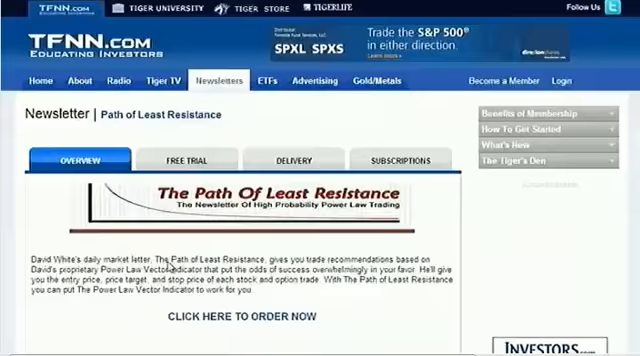 TIGER UNIVERSITY TIGER STORE TIGERLIFE Follow Us
TFNN.COM
EDUCATING INVESTORS
SPXL SPXS
Trade the S&P 500®
in either direction.
Home About Radio Tiger TV Newsletters ETFs Advertising Gold/Metals Become a Member Login
Newsletter | Path of Least Resistance
Benefits of Membership
How To Get Started
What's New
The Tiger's Den
OVERVIEW FREE TRIAL DELIVERY SUBSCRIPTIONS
The Path Of Least Resistance
The Newsletter Of High Probability Power Law Trading
David White's daily market letter, The Path of Least Resistance, gives you trade recommendations based on
David's proprietary Power Law Vector Indicator that put the odds of success overwhelmingly in your favor. He'll give
you the entry price, price target, and stop price of each stock and option trade. With The Path of Least Resistance
you can put The Power Law Vector Indicator to work for you.
CLICK HERE TO ORDER NOW
INVESTORS.com